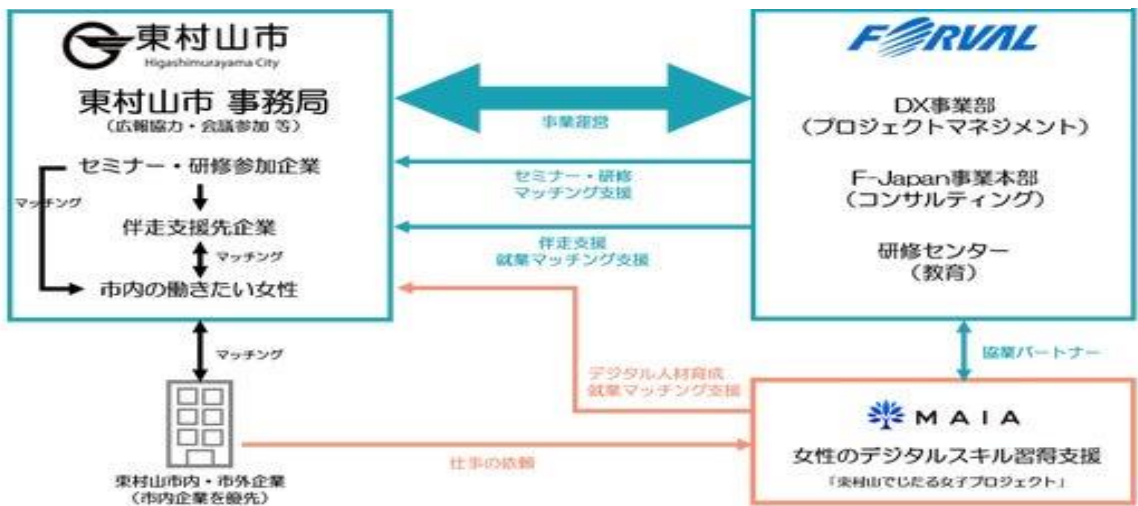 東村山市
Higashimurayama City
東村山市 事務局
(広報協力・会議参加 等)
セミナー・研修参加企業
マッチング
伴走支援先企業
マッチング
市内の働きたい女性
マッチング
東村山市内・市外企業
(市内企業を優先)
事業運営
セミナー・研修
マッチング支援
伴走支援
就業マッチング支援
デジタル人材育成
就業マッチング支援
仕事の依頼
FORVAL
DX事業部
(プロジェクトマネジメント)
F-Japan事業本部
(コンサルティング)
研修センター
(教育)
協業パートナー
MAIA
女性のデジタルスキル習得支援
「東村山でじたる女子プロジェクト」